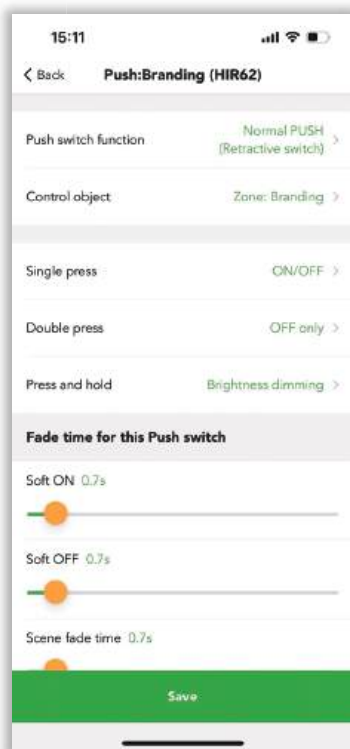 15:11
Back Push:Branding (HIR62)
Push switch function Normal PUSH
(Retractive switch)
Control object Zone: Branding
Single press ON/OFF
Double press OFF only
Press and hold Brightness dimming
Fade time for this Push switch
Soft ON 0.7s
Soft OFF 0.7s
Scene fade time 0.7s
Save